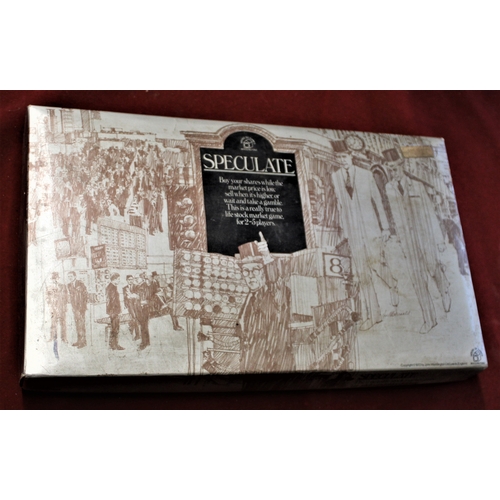 SPECULATE
Buy your shares while the
market price is low,
sell when it's higher, or
wait and take a gamble.
This is a really true to
life stock market game,
for 2-5 players.
8